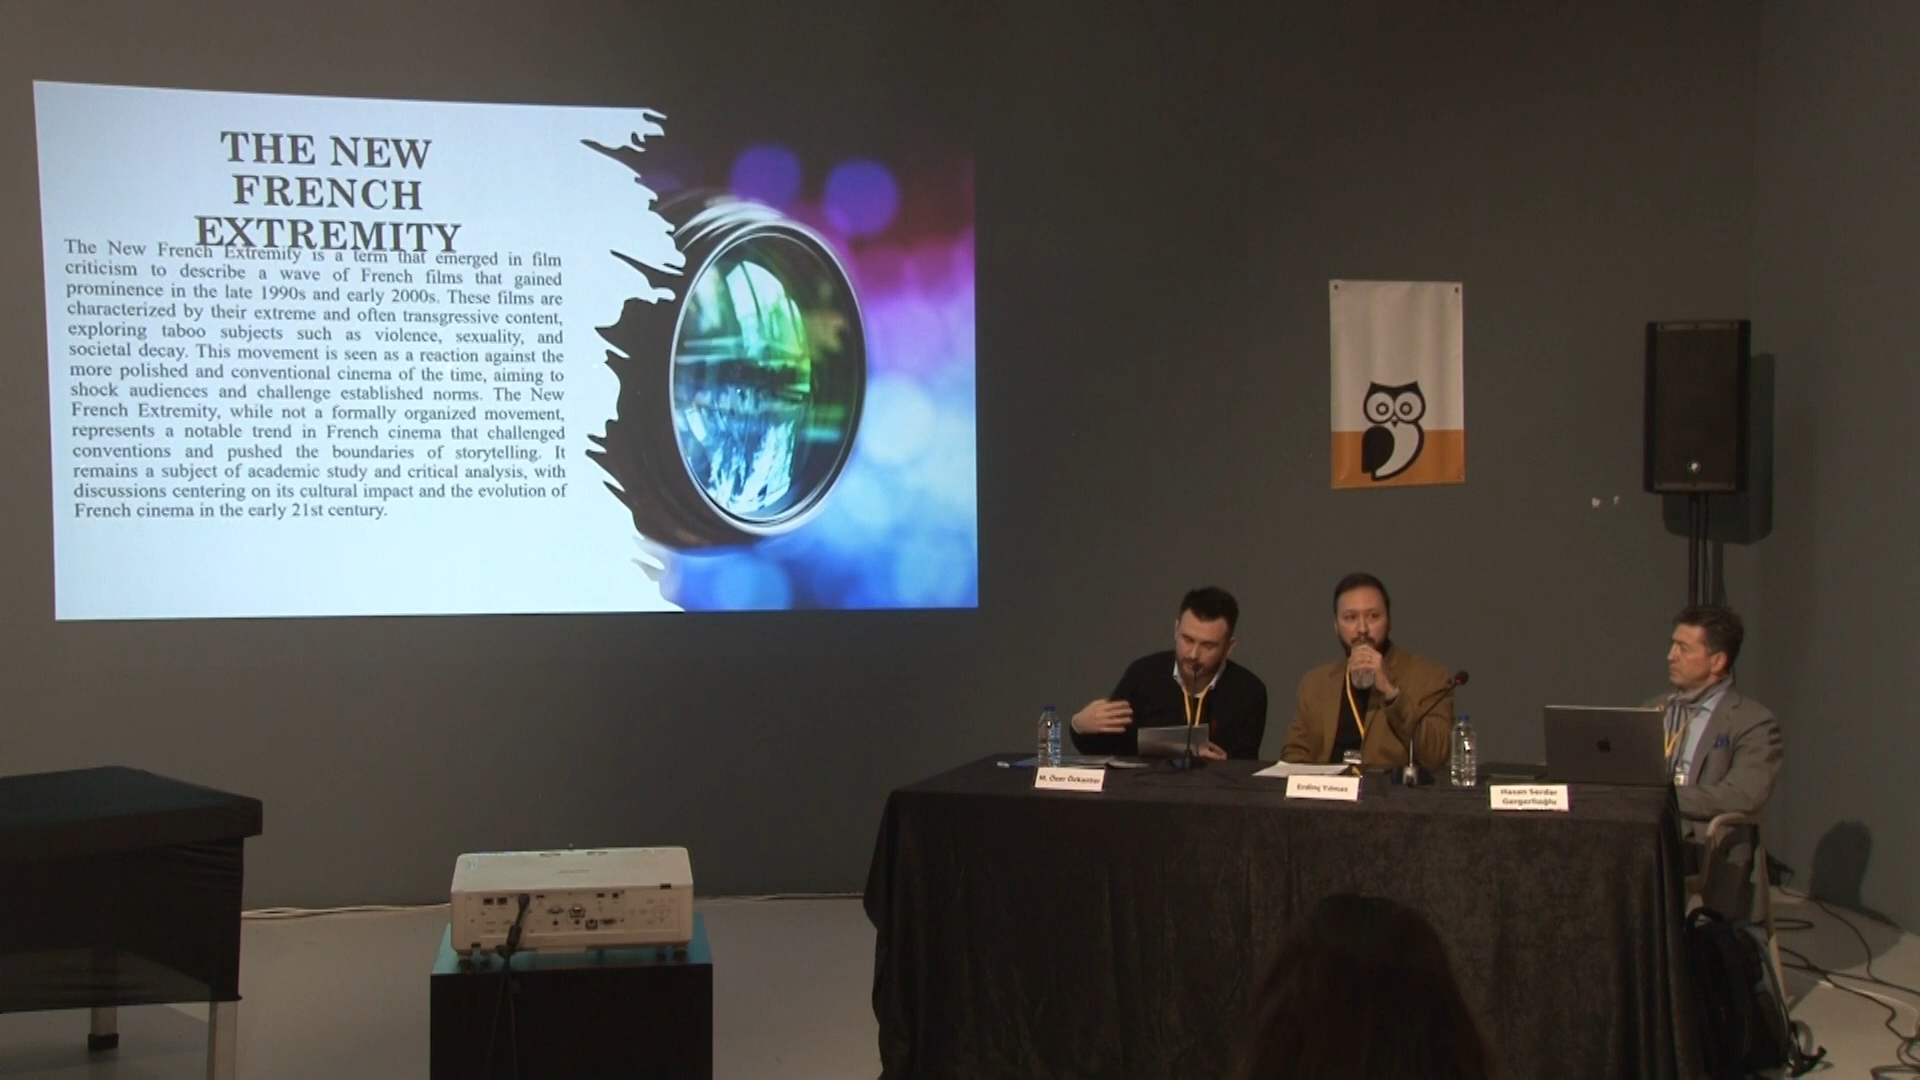 THE NEW
FRENCH
EXTREMITY
The New French Extremity is a term that emerged in film
criticism to describe a wave of French films that gained
prominence in the late 1990s and early 2000s. These films are
characterized by their extreme and often transgressive content,
exploring taboo subjects such as violence, sexuality, and
societal decay. This movement is seen as a reaction against the
more polished and conventional cinema of the time, aiming to
shock audiences and challenge established norms. The New
French Extremity, while not a formally organized movement,
represents a notable trend in French cinema that challenged
conventions and pushed the boundaries of storytelling. It
remains a subject of academic study and critical analysis, with
discussions centering on its cultural impact and the evolution of
French cinema in the early 21st century.
M. Özer Özkantar
Erdinç Yılmaz
Hasan Serdar
Gergerlioğlu